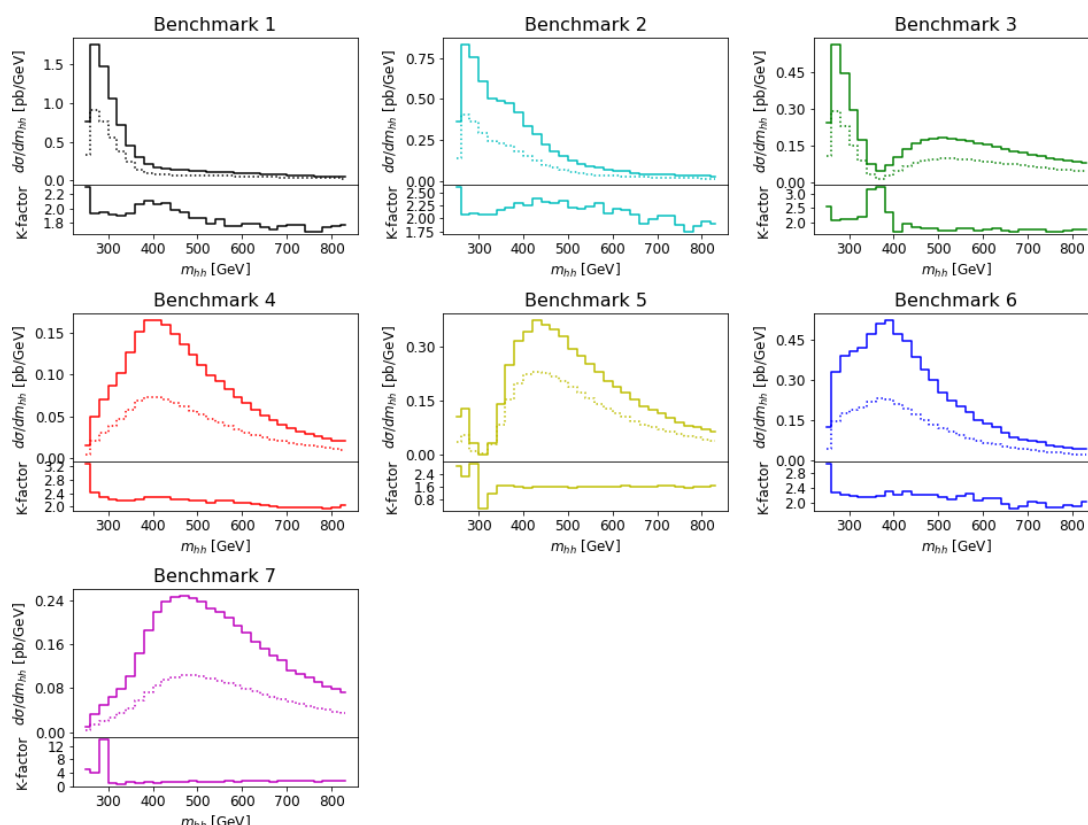 Benchmark 1
dσ/dm_hh [pb/GeV]
1.5
1.0
0.5
0.0
K-factor
2.2
2.0
1.8
300 400 500 600 700 800
m_hh [GeV]
Benchmark 2
dσ/dm_hh [pb/GeV]
0.75
0.50
0.25
0.00
K-factor
2.50
2.25
2.00
1.75
300 400 500 600 700 800
m_hh [GeV]
Benchmark 3
dσ/dm_hh [pb/GeV]
0.45
0.30
0.15
0.00
K-factor
3.0
2.5
2.0
300 400 500 600 700 800
m_hh [GeV]
Benchmark 4
dσ/dm_hh [pb/GeV]
0.15
0.10
0.05
0.00
K-factor
3.2
2.8
2.4
2.0
300 400 500 600 700 800
m_hh [GeV]
Benchmark 5
dσ/dm_hh [pb/GeV]
0.30
0.15
0.00
K-factor
2.4
1.6
0.8
300 400 500 600 700 800
m_hh [GeV]
Benchmark 6
dσ/dm_hh [pb/GeV]
0.45
0.30
0.15
0.00
K-factor
2.8
2.4
2.0
300 400 500 600 700 800
m_hh [GeV]
Benchmark 7
dσ/dm_hh [pb/GeV]
0.24
0.16
0.08
0.00
K-factor
12
8
4
0
300 400 500 600 700 800
m_hh [GeV]